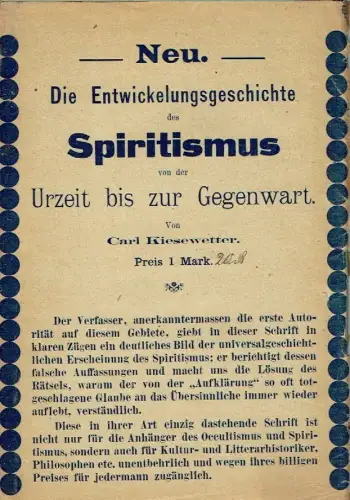 — Neu. —
Die Entwickelungsgeschichte
des
Spiritismus
von der
Urzeit bis zur Gegenwart.
Von
Carl Kiesewetter.
Preis 1 Mark.
Der Verfasser, anerkanntermassen die erste Auto-
rität auf diesem Gebiete, giebt in dieser Schrift in
klaren Zügen ein deutliches Bild der universalgeschicht-
lichen Erscheinung des Spiritismus; er berichtigt dessen
falsche Auffassungen und macht uns die Lösung des
Rätsels, warum der von der „Aufklärung“ so oft tot-
geschlagene Glaube an das Übersinnliche immer wieder
auflebt, verständlich.
Diese in ihrer Art einzig dastehende Schrift ist
nicht nur für die Anhänger des Occultismus und Spiri-
tismus, sondern auch für Kultur- und Litterarhistoriker,
Philosophen etc. unentbehrlich und wegen ihres billigen
Preises für jedermann zugänglich.